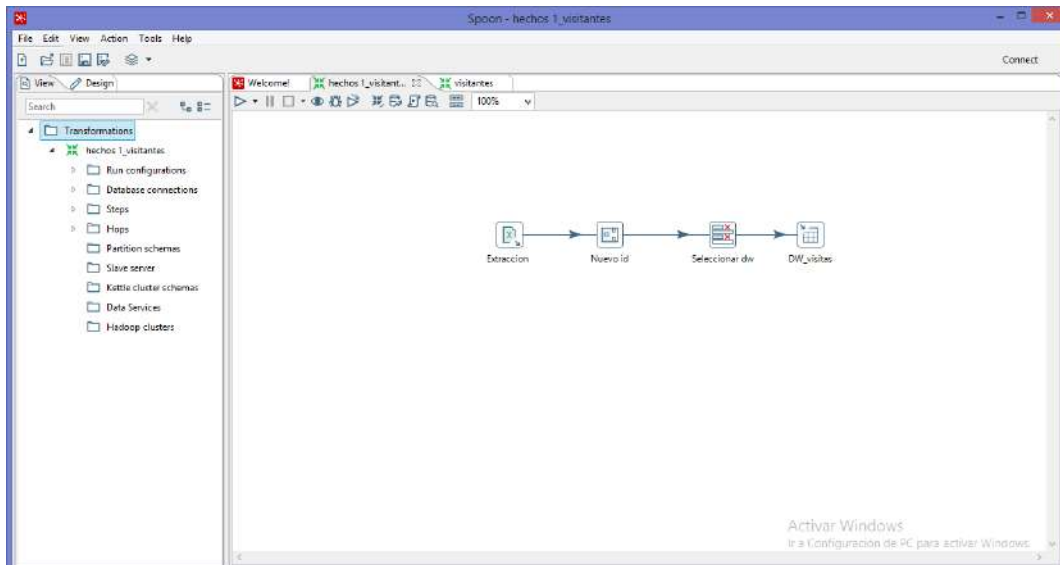 Spoon - hechos 1_visitantes
File Edit View Action Tools Help
Connect
View Design
Welcome! hechos 1_visitant... visitantes
Search
100%
Transformations
hechos 1_visitantes
Run configurations
Database connections
Steps
Hops
Partition schemas
Slave server
Kettle cluster schemas
Data Services
Hadoop clusters
Extraccion Nuevo id Seleccionar dw DW_visitas
Activar Windows
Ir a Configuración de PC para activar Windows.